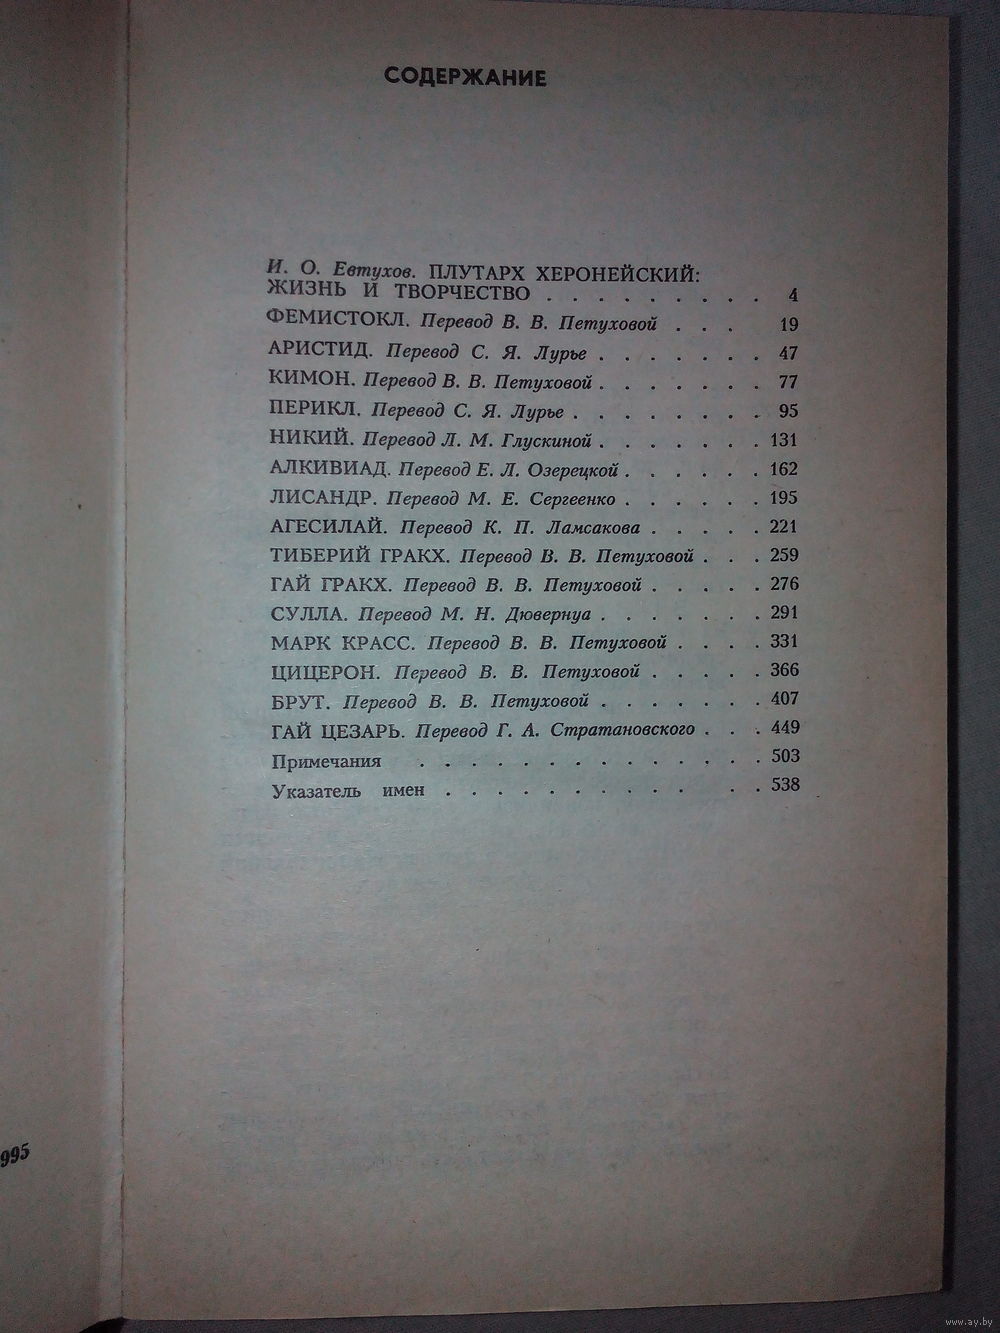 СОДЕРЖАНИЕ
И. О. Евтухов. ПЛУТАРХ ХЕРОНЕЙСКИЙ:
ЖИЗНЬ И ТВОРЧЕСТВО . . . . . . . . . 4
ФЕМИСТОКЛ. Перевод В. В. Петуховой . . . 19
АРИСТИД. Перевод С. Я. Лурье . . . . . . . 47
КИМОН. Перевод В. В. Петуховой . . . . . . . 77
ПЕРИКЛ. Перевод С. Я. Лурье . . . . . . . . 95
НИКИЙ. Перевод Л. М. Глускиной . . . . . . . 131
АЛКИВИАД. Перевод Е. Л. Озерецкой . . . . . . 162
ЛИСАНДР. Перевод М. Е. Сергеенко . . . . . . 195
АГЕСИЛАЙ. Перевод К. П. Ламсакова . . . . . 221
ТИБЕРИЙ ГРАКХ. Перевод В. В. Петуховой . . . 259
ГАЙ ГРАКХ. Перевод В. В. Петуховой . . . . . 276
СУЛЛА. Перевод М. Н. Дювернуа . . . . . . . 291
МАРК КРАСС. Перевод В. В. Петуховой . . . . 331
ЦИЦЕРОН. Перевод В. В. Петуховой . . . . . 366
БРУТ. Перевод В. В. Петуховой . . . . . . . 407
ГАЙ ЦЕЗАРЬ. Перевод Г. А. Стратановского . . . 449
Примечания . . . . . . . . . . . . . . 503
Указатель имен . . . . . . . . . . . . 538
995
www.ay.by